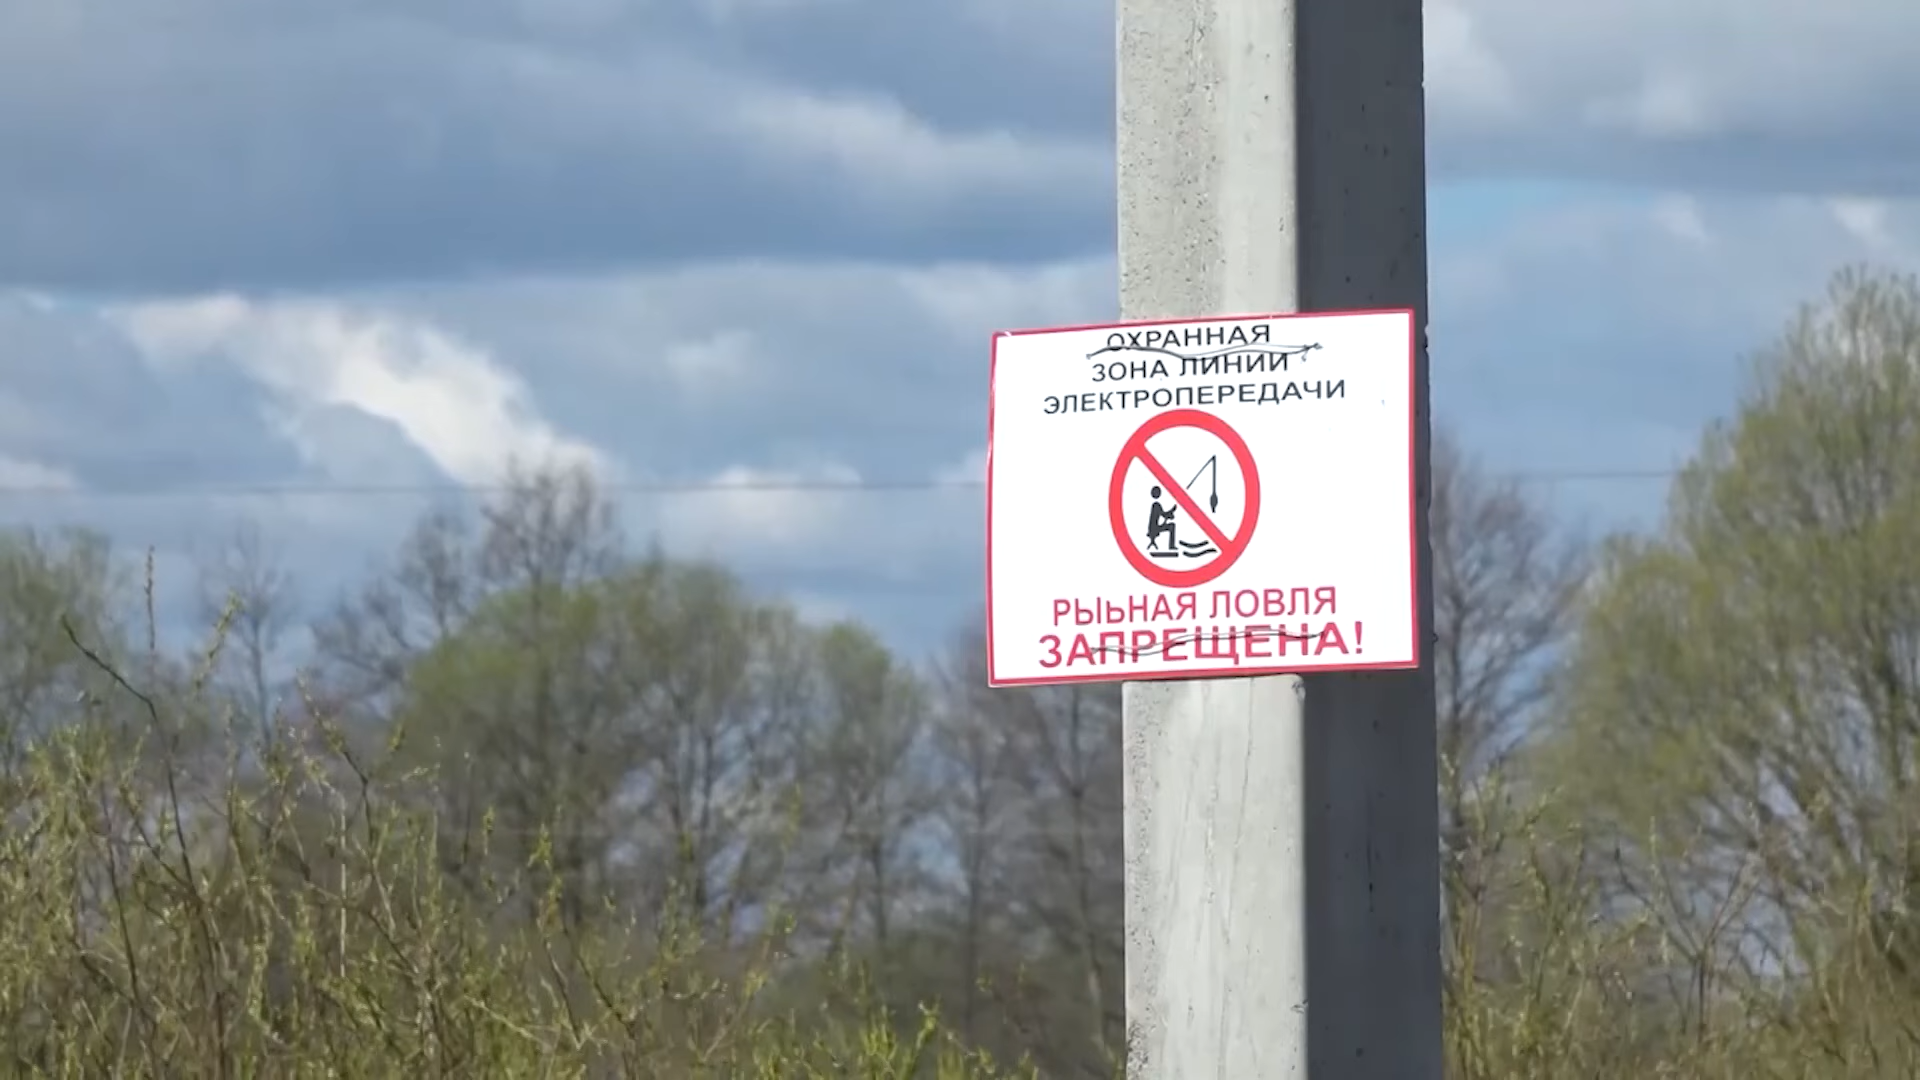 ОХРАННАЯ
ЗОНА ЛИНИИ
ЭЛЕКТРОПЕРЕДАЧИ
РЫЬНАЯ ЛОВЛЯ
ЗАПРЕЩЕНА!